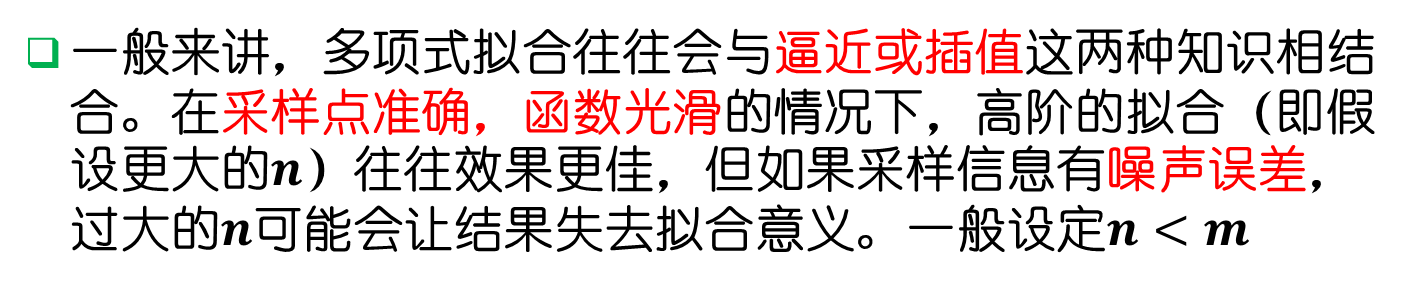 一般来讲，多项式拟合往往会与逼近或插值这两种知识相结
合。在采样点准确，函数光滑的情况下，高阶的拟合（即假
设更大的n）往往效果更佳，但如果采样信息有噪声误差，
过大的n可能会让结果失去拟合意义。一般设定n < m